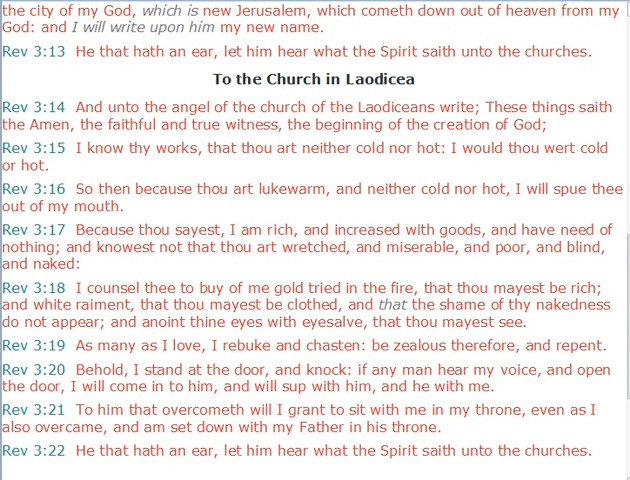 the city of my God, which is new Jerusalem, which cometh down out of heaven from my
God: and I will write upon him my new name.
Rev 3:13 He that hath an ear, let him hear what the Spirit saith unto the churches.
To the Church in Laodicea
Rev 3:14 And unto the angel of the church of the Laodiceans write; These things saith
the Amen, the faithful and true witness, the beginning of the creation of God;
Rev 3:15 I know thy works, that thou art neither cold nor hot: I would thou wert cold
or hot.
Rev 3:16 So then because thou art lukewarm, and neither cold nor hot, I will spue thee
out of my mouth.
Rev 3:17 Because thou sayest, I am rich, and increased with goods, and have need of
nothing; and knowest not that thou art wretched, and miserable, and poor, and blind,
and naked:
Rev 3:18 I counsel thee to buy of me gold tried in the fire, that thou mayest be rich;
and white raiment, that thou mayest be clothed, and that the shame of thy nakedness
do not appear; and anoint thine eyes with eyesalve, that thou mayest see.
Rev 3:19 As many as I love, I rebuke and chasten: be zealous therefore, and repent.
Rev 3:20 Behold, I stand at the door, and knock: if any man hear my voice, and open
the door, I will come in to him, and will sup with him, and he with me.
Rev 3:21 To him that overcometh will I grant to sit with me in my throne, even as I
also overcame, and am set down with my Father in his throne.
Rev 3:22 He that hath an ear, let him hear what the Spirit saith unto the churches.